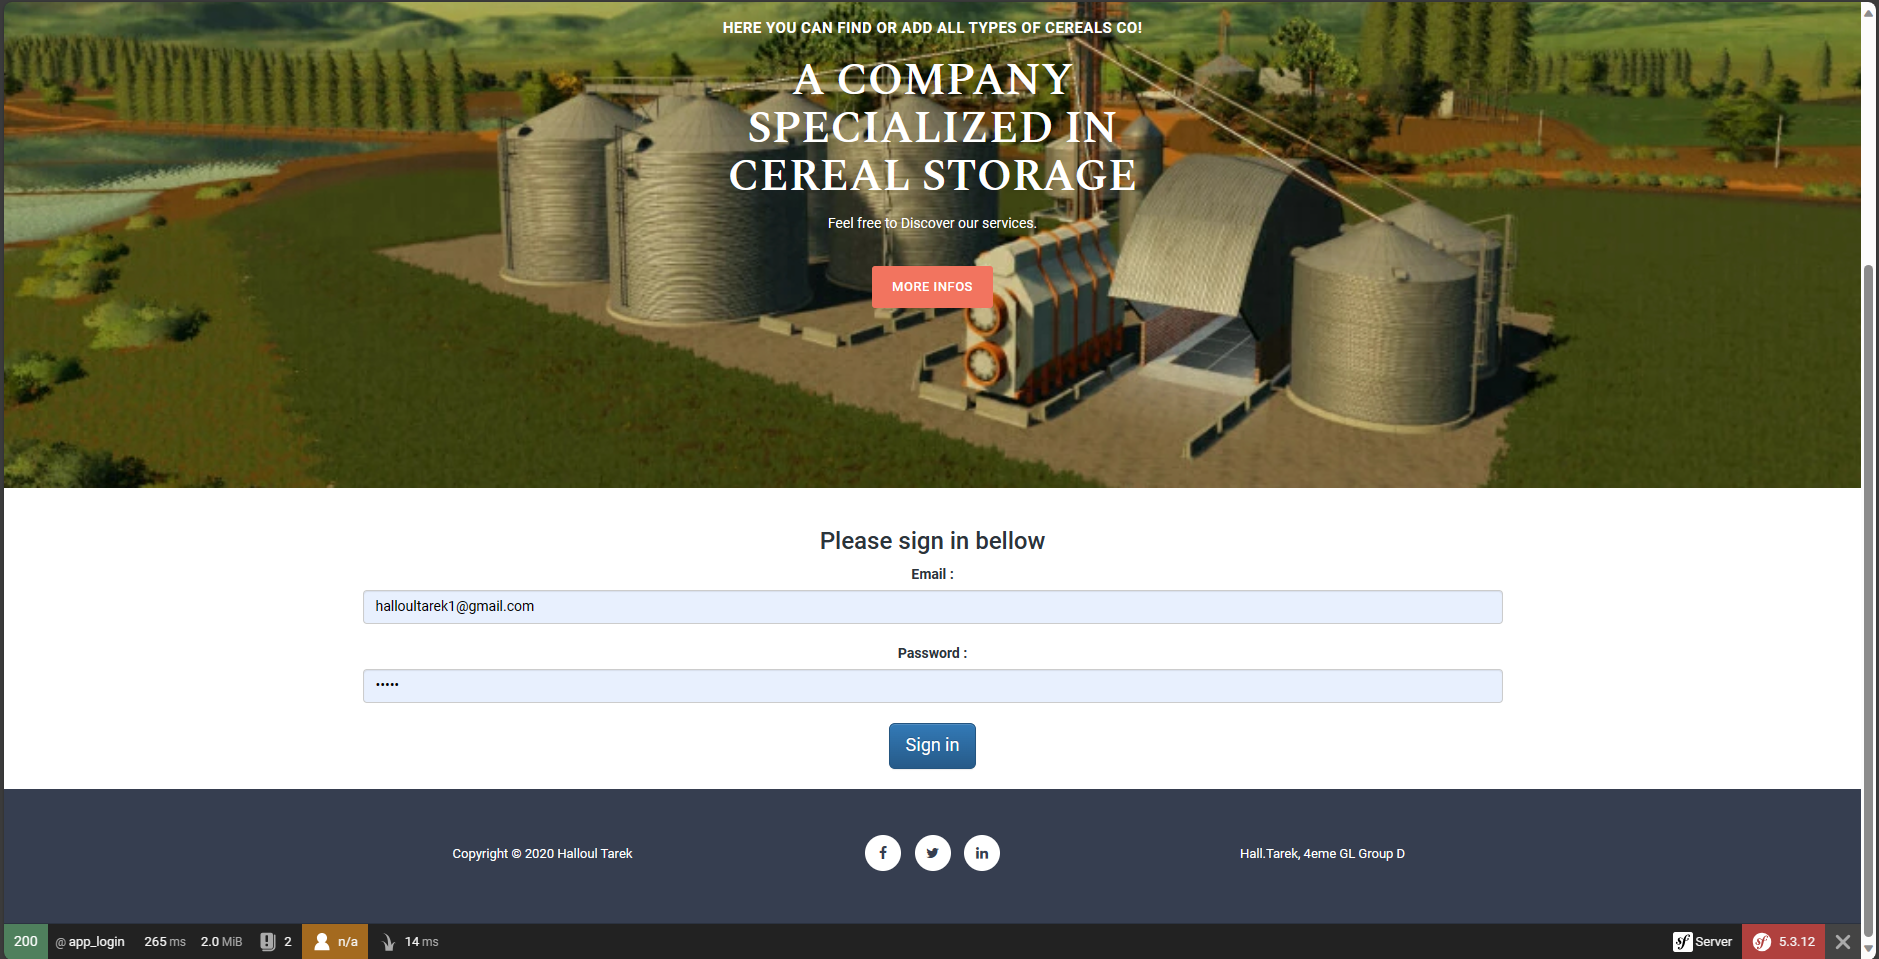 HERE YOU CAN FIND OR ADD ALL TYPES OF CEREALS CO!
A COMPANY
SPECIALIZED IN
CEREAL STORAGE
Feel free to Discover our services.
MORE INFOS
Please sign in bellow
Email :
halloultarek1@gmail.com
Password :
•••••
Sign in
Copyright © 2020 Halloul Tarek
Hall.Tarek, 4eme GL Group D
200 @ app_login 265 ms 2.0 MiB 2 n/a 14 ms Server 5.3.12